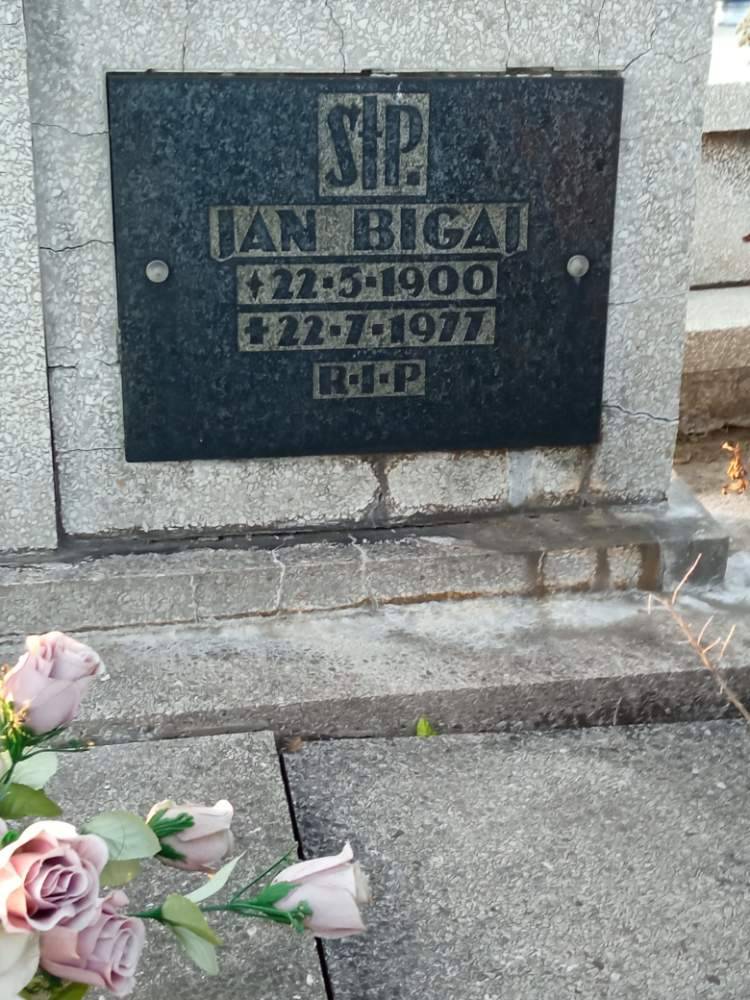 Ś†P.
JAN BIGAJ
✦22·5·1900
✝22·7·1977
R·I·P